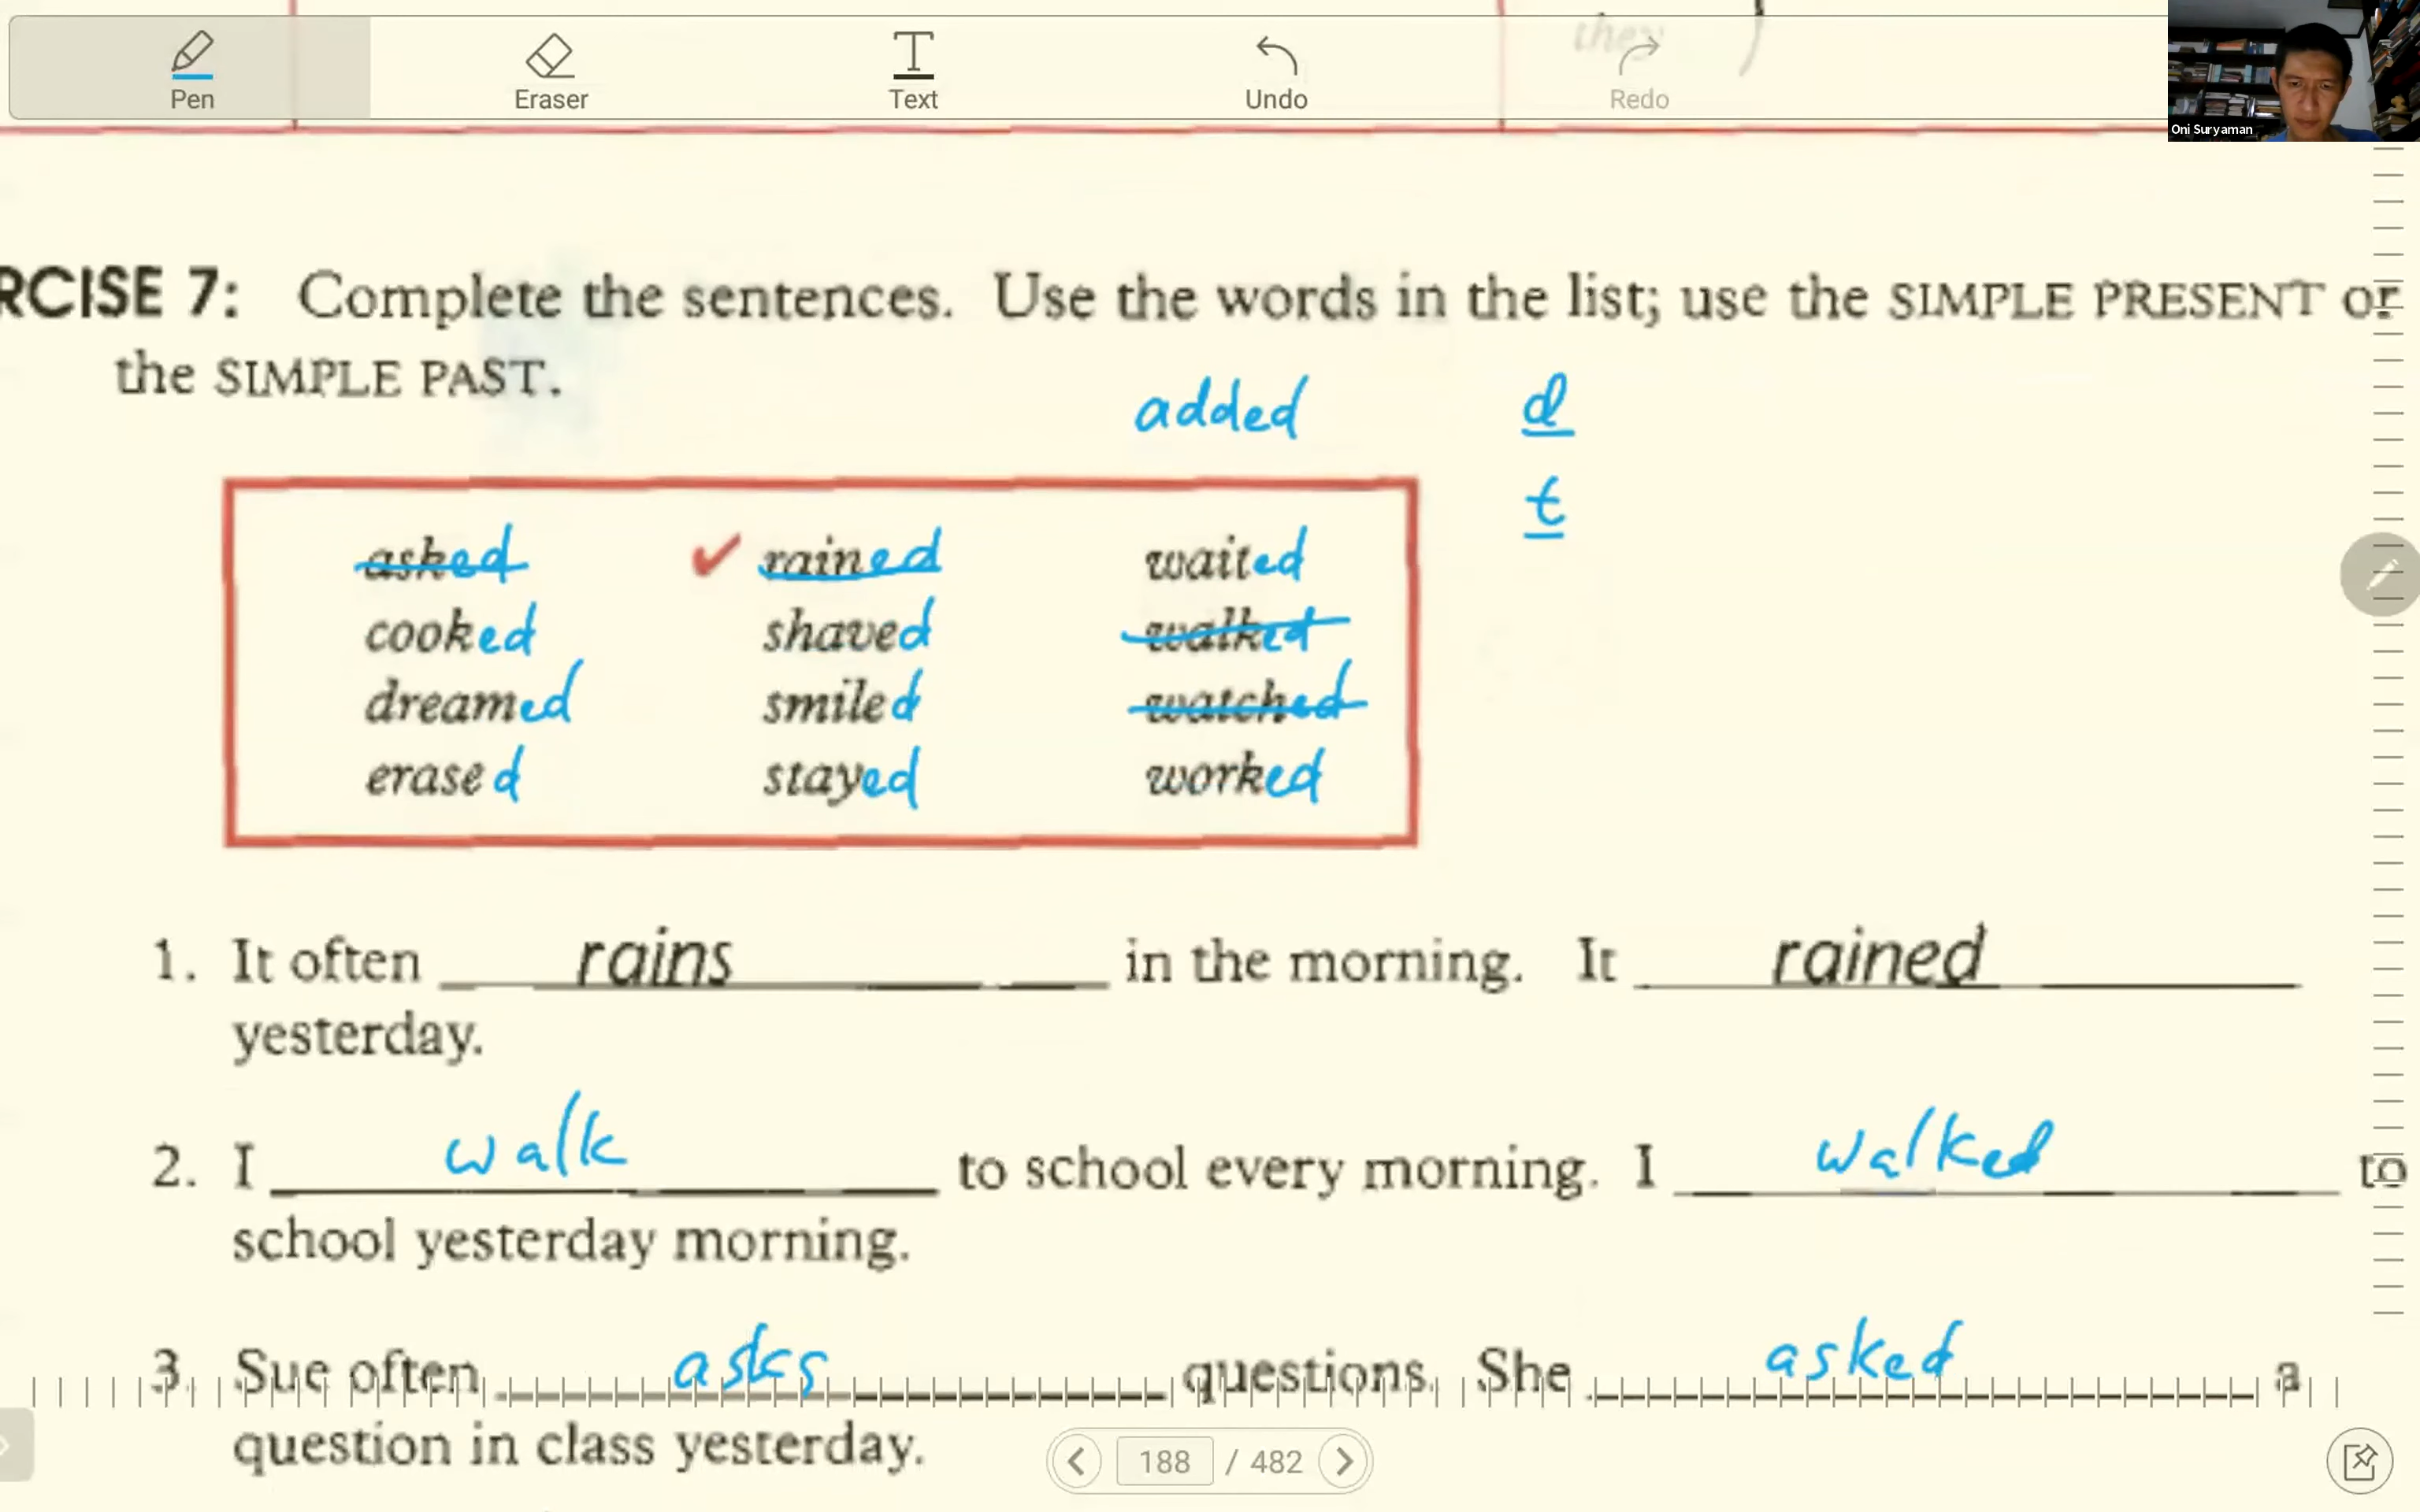 they
Pen Eraser Text Undo Redo
Oni Suryaman
RCISE 7: Complete the sentences. Use the words in the list; use the SIMPLE PRESENT or
the SIMPLE PAST.
added d
t
asked ✔ rained waited
cooked shaved walked
dreamed smiled watched
erased stayed worked
1. It often rains in the morning. It rained
yesterday.
2. I walk to school every morning. I walked to
school yesterday morning.
3. Sue often asks questions. She asked a
question in class yesterday.
188 / 482